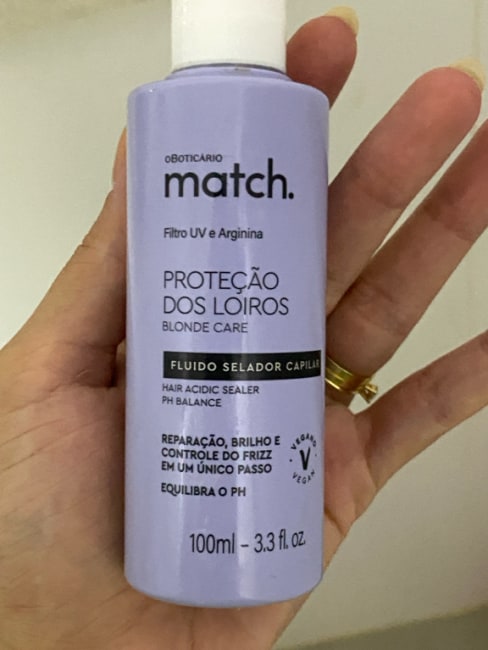 oBOTICÁRIO
match.
Filtro UV e Arginina
PROTEÇÃO
DOS LOIROS
BLONDE CARE
FLUIDO SELADOR CAPILAR
HAIR ACIDIC SEALER
PH BALANCE
REPARAÇÃO, BRILHO E
CONTROLE DO FRIZZ
EM UM ÚNICO PASSO
EQUILIBRA O PH
VEGANO
V
VEGAN
100ml – 3.3 fl. oz.